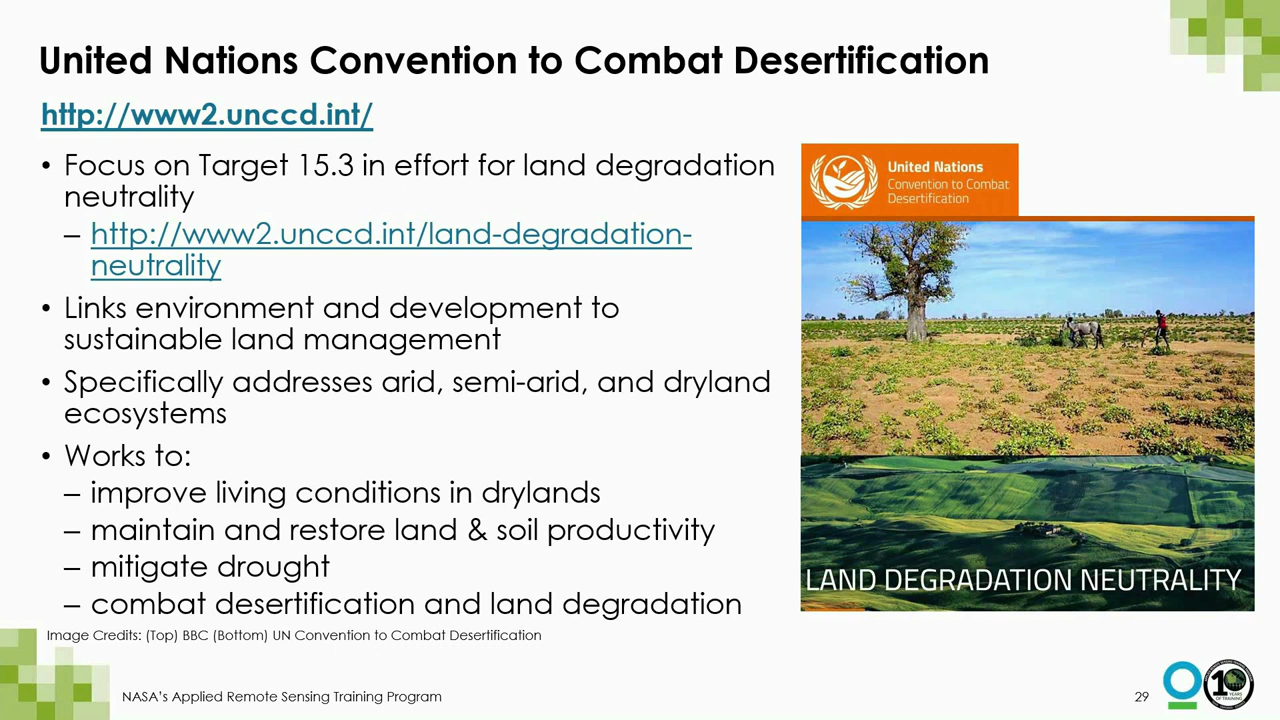 United Nations Convention to Combat Desertification
http://www2.unccd.int/
• Focus on Target 15.3 in effort for land degradation
neutrality
– http://www2.unccd.int/land-degradation-
neutrality
• Links environment and development to
sustainable land management
• Specifically addresses arid, semi-arid, and dryland
ecosystems
• Works to:
– improve living conditions in drylands
– maintain and restore land & soil productivity
– mitigate drought
– combat desertification and land degradation
United Nations
Convention to Combat
Desertification
LAND DEGRADATION NEUTRALITY
Image Credits: (Top) BBC (Bottom) UN Convention to Combat Desertification
NASA's Applied Remote Sensing Training Program
29
10
YEARS
OF TRAINING